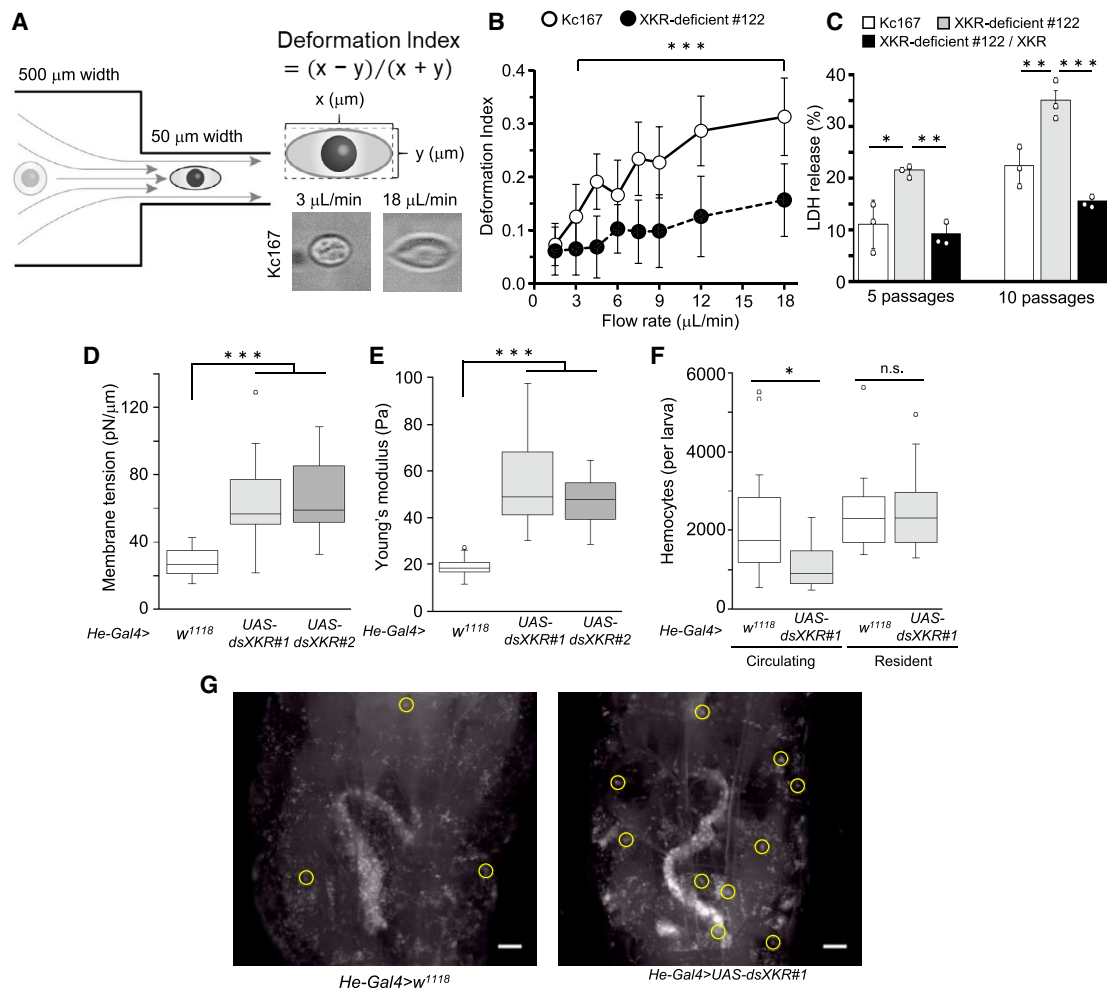 A
Deformation Index
= (x − y)/(x + y)
500 μm width
x (μm)
50 μm width
y (μm)
3 μL/min
18 μL/min
Kc167
B
Kc167
XKR-deficient #122
* * *
Deformation Index
0.4
0.3
0.2
0.1
0.0
0
3
6
9
12
15
18
Flow rate (μL/min)
C
Kc167
XKR-deficient #122
XKR-deficient #122 / XKR
LDH release (%)
40
30
20
10
0
*
* *
* *
* * *
5 passages
10 passages
D
* * *
Membrane tension (pN/μm)
120
80
60
40
0
He-Gal4>
w1118
UAS-
dsXKR#1
UAS-
dsXKR#2
E
* * *
Young's modulus (Pa)
100
80
60
40
20
0
He-Gal4>
w1118
UAS-
dsXKR#1
UAS-
dsXKR#2
F
*
n.s.
Hemocytes (per larva)
6000
4000
2000
0
He-Gal4>
w1118
UAS-
dsXKR#1
w1118
UAS-
dsXKR#1
Circulating
Resident
G
He-Gal4>w1118
He-Gal4>UAS-dsXKR#1